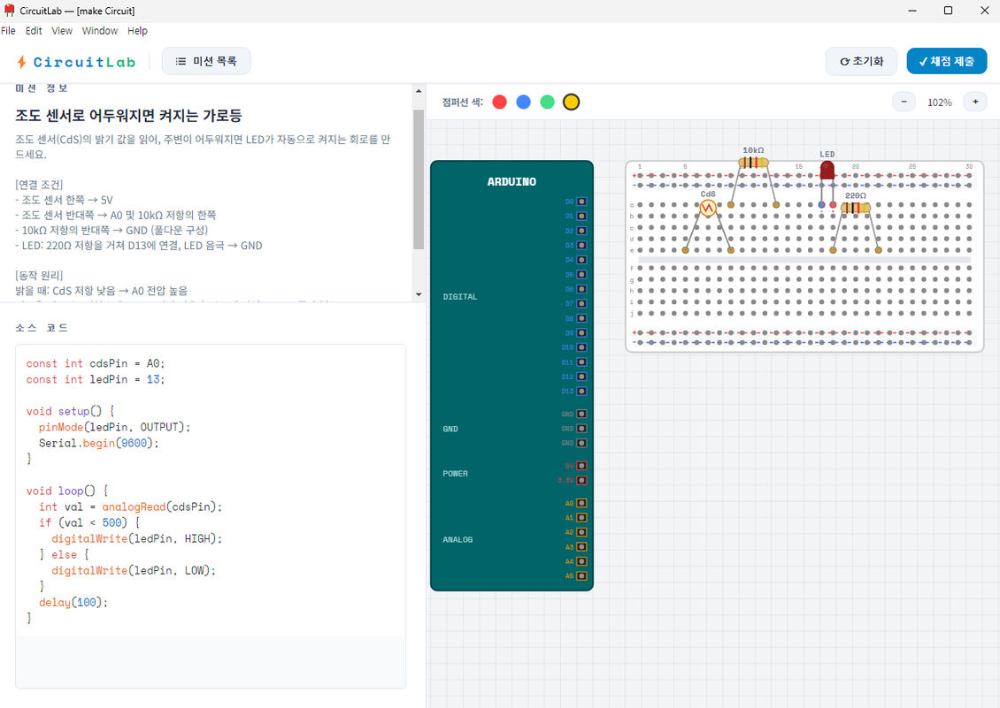 CircuitLab — [make Circuit]
File Edit View Window Help
CircuitLab
미션 목록
초기화
✓ 채점 제출
미션 정보
조도 센서로 어두워지면 켜지는 가로등
조도 센서(CdS)의 밝기 값을 읽어, 주변이 어두워지면 LED가 자동으로 켜지는 회로를 만
드세요.
[연결 조건]
- 조도 센서 한쪽 → 5V
- 조도 센서 반대쪽 → A0 및 10kΩ 저항의 한쪽
- 10kΩ 저항의 반대쪽 → GND (풀다운 구성)
- LED: 220Ω 저항을 거쳐 D13에 연결, LED 음극 → GND
[동작 원리]
밝을 때: CdS 저항 낮음 → A0 전압 높음
소스 코드
const int cdsPin = A0;
const int ledPin = 13;
void setup() {
pinMode(ledPin, OUTPUT);
Serial.begin(9600);
}
void loop() {
int val = analogRead(cdsPin);
if (val < 500) {
digitalWrite(ledPin, HIGH);
} else {
digitalWrite(ledPin, LOW);
}
delay(100);
}
점퍼선 색:
− 102% +
ARDUINO
D0
D1
D2
D3
D4
D5
D6
D7
D8
D9
D10
D11
D12
D13
DIGITAL
GND
GND
GND
GND
5V
3.3V
POWER
A0
A1
A2
A3
A4
A5
ANALOG
10kΩ
LED
CdS
220Ω
1 5 15 20 25 30
+
-
a
b
c
d
e
f
g
h
i
j
+
-